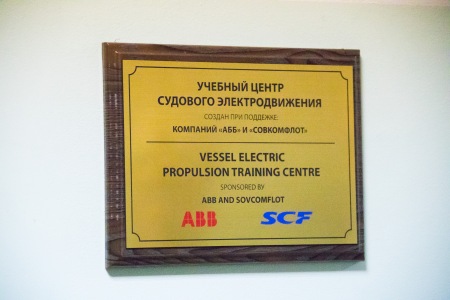 УЧЕБНЫЙ ЦЕНТР
СУДОВОГО ЭЛЕКТРОДВИЖЕНИЯ
СОЗДАН ПРИ ПОДДЕЖКЕ:
КОМПАНИЙ «АББ» И «СОВКОМФЛОТ»
VESSEL ELECTRIC
PROPULSION TRAINING CENTRE
SPONSORED BY
ABB AND SOVCOMFLOT
ABB SCF